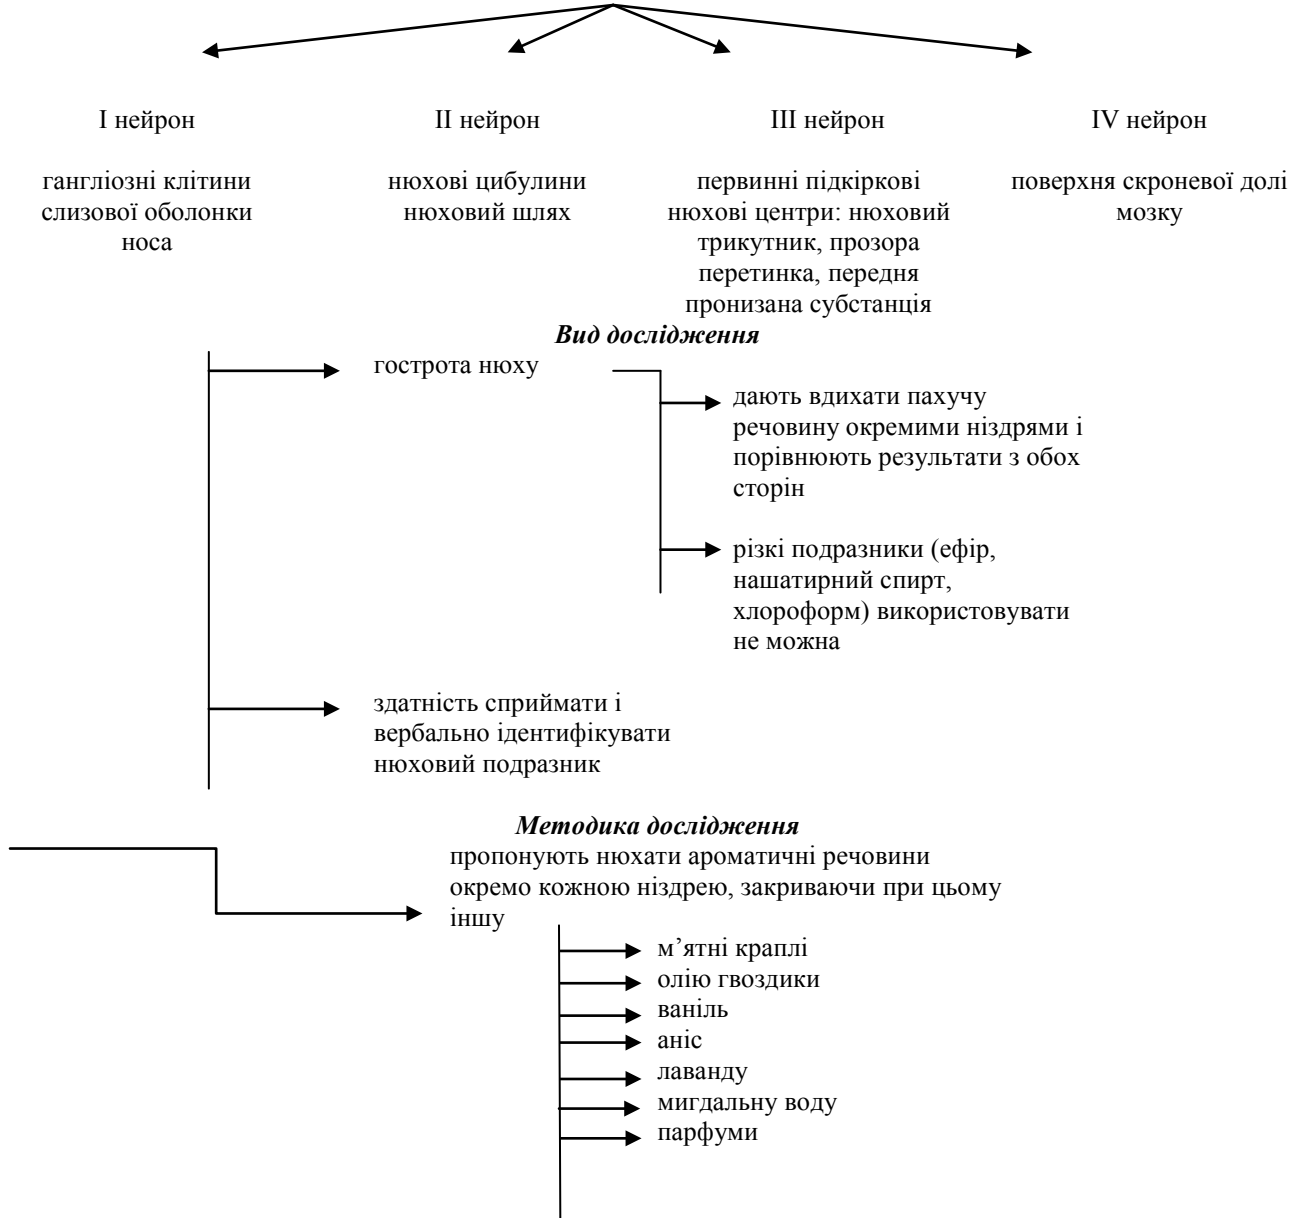 I нейрон
II нейрон
III нейрон
IV нейрон
гангліозні клітини
слизової оболонки
носа
нюхові цибулини
нюховий шлях
первинні підкіркові
нюхові центри: нюховий
трикутник, прозора
перетинка, передня
пронизана субстанція
поверхня скроневої долі
мозку
Вид дослідження
гострота нюху
дають вдихати пахучу
речовину окремими ніздрями і
порівнюють результати з обох
сторін
різкі подразники (ефір,
нашатирний спирт,
хлороформ) використовувати
не можна
здатність сприймати і
вербально ідентифікувати
нюховий подразник
Методика дослідження
пропонують нюхати ароматичні речовини
окремо кожною ніздрею, закриваючи при цьому
іншу
м’ятні краплі
олію гвоздики
ваніль
аніс
лаванду
мигдальну воду
парфуми